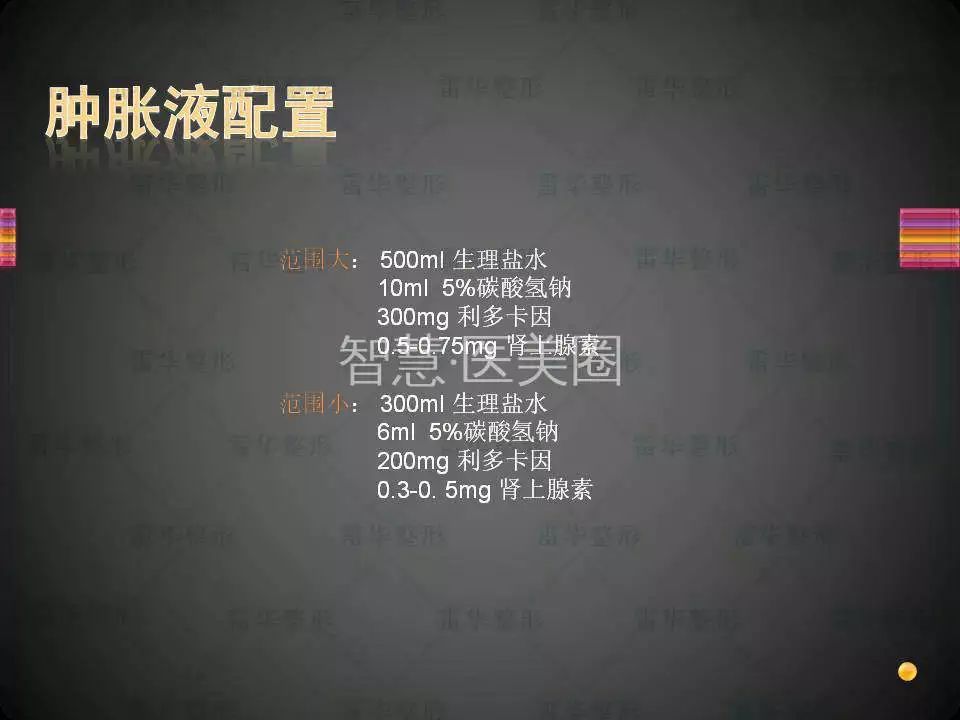 肿胀液配置
范围大： 500ml 生理盐水
10ml 5%碳酸氢钠
300mg 利多卡因
0.5-0.75mg 肾上腺素
智慧·医美圈
范围小： 300ml 生理盐水
6ml 5%碳酸氢钠
200mg 利多卡因
0.3-0. 5mg 肾上腺素
雷华整形